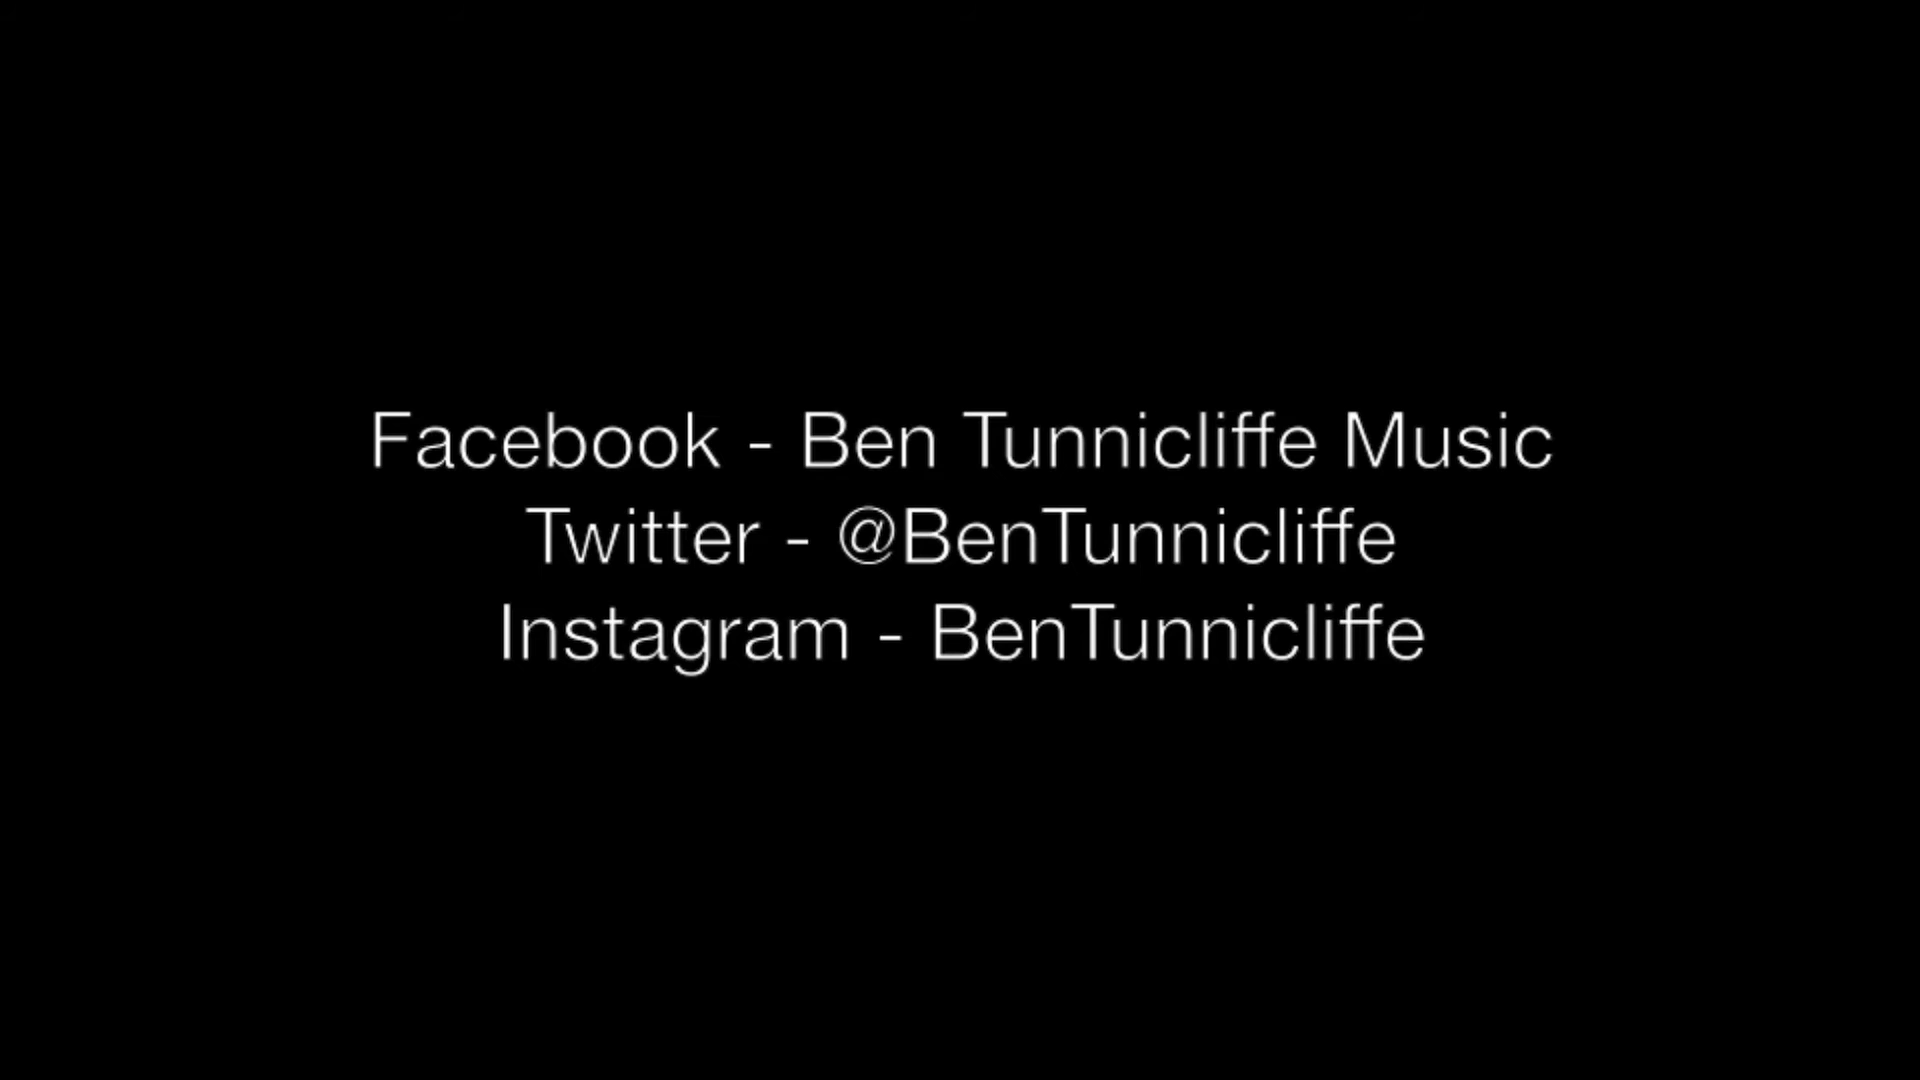 Facebook - Ben Tunnicliffe Music
Twitter - @BenTunnicliffe
Instagram - BenTunnicliffe